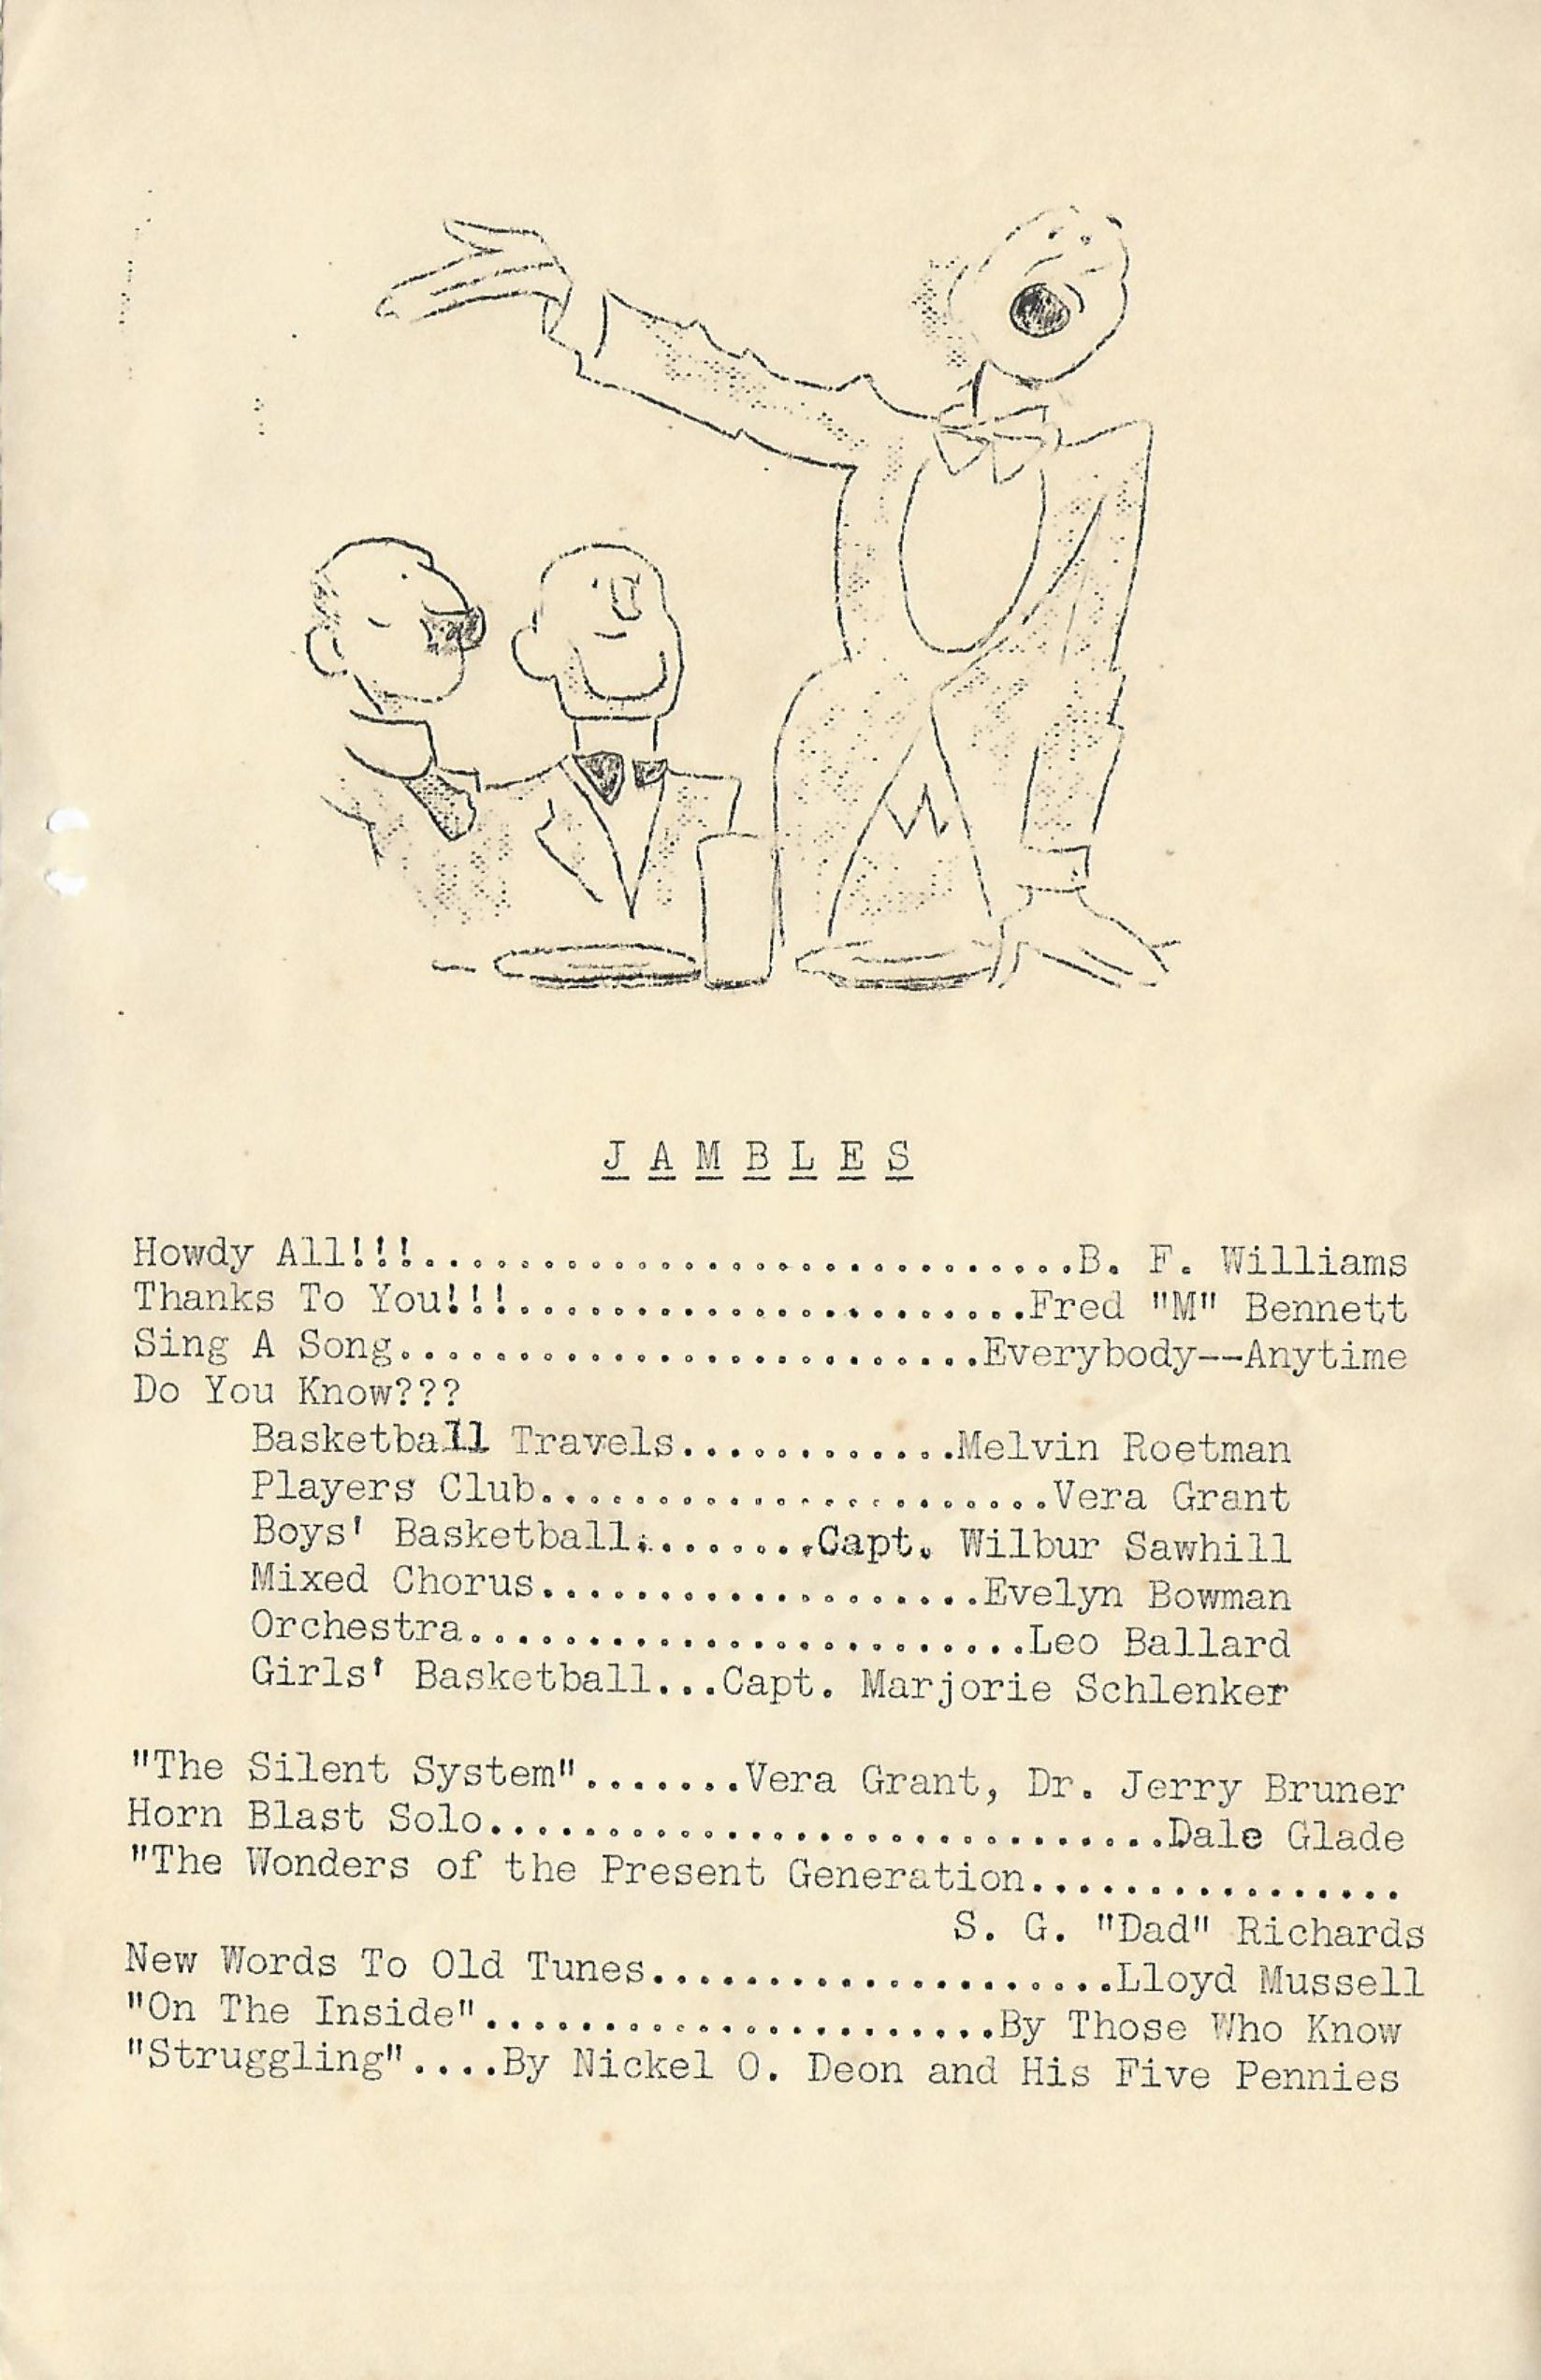 J A M B L E S
Howdy All!!!............................B. F. Williams
Thanks To You!!!......................Fred "M" Bennett
Sing A Song.........................Everybody--Anytime
Do You Know???
Basketball Travels............Melvin Roetman
Players Club......................Vera Grant
Boys' Basketball........Capt. Wilbur Sawhill
Mixed Chorus...................Evelyn Bowman
Orchestra........................Leo Ballard
Girls' Basketball...Capt. Marjorie Schlenker
"The Silent System".......Vera Grant, Dr. Jerry Bruner
Horn Blast Solo.............................Dale Glade
"The Wonders of the Present Generation................
S. G. "Dad" Richards
New Words To Old Tunes....................Lloyd Mussell
"On The Inside"......................By Those Who Know
"Struggling"....By Nickel O. Deon and His Five Pennies